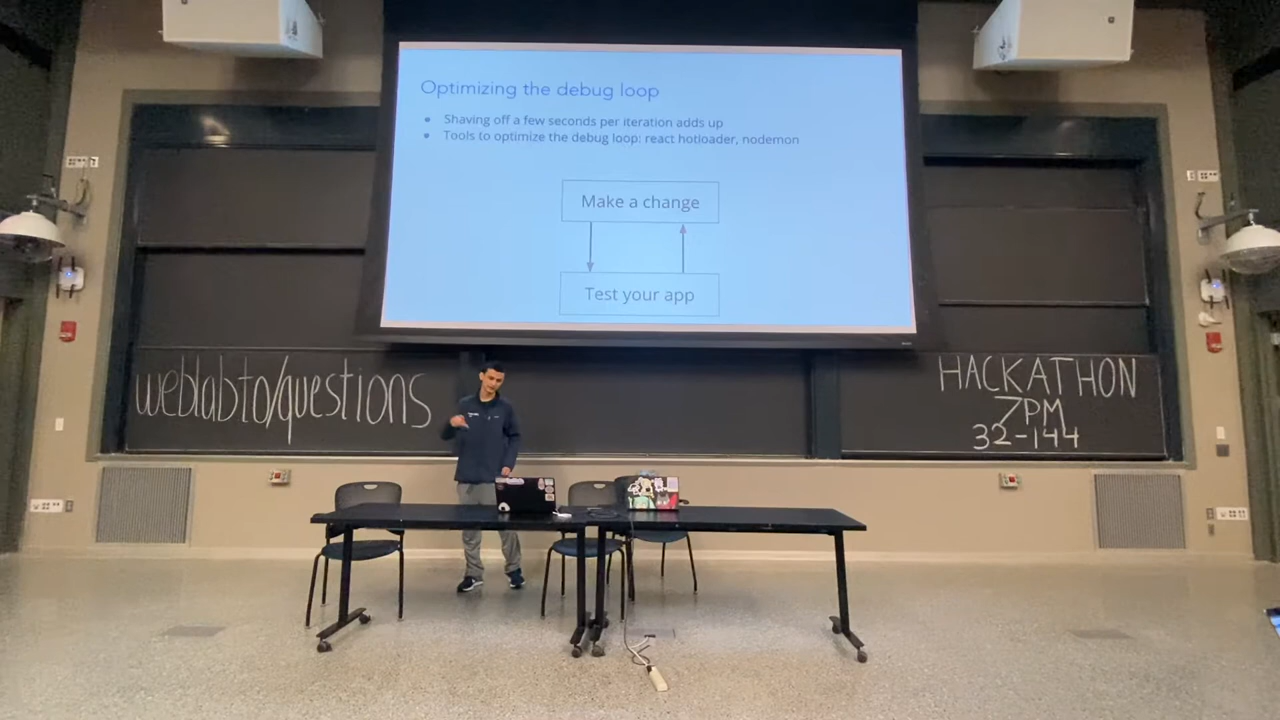 Optimizing the debug loop
● Shaving off a few seconds per iteration adds up
● Tools to optimize the debug loop: react hotloader, nodemon
Make a change
Test your app
weblab.to/questions
HACKATHON
7PM
32-144